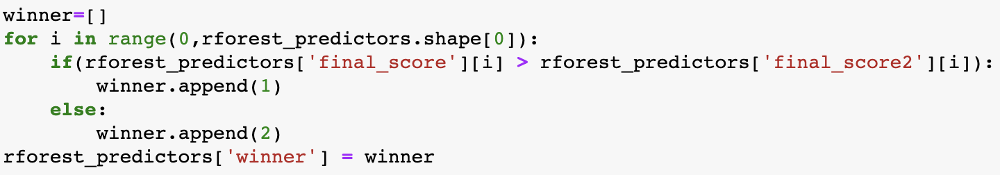 winner=[]
for i in range(0,rforest_predictors.shape[0]):
    if(rforest_predictors['final_score'][i] > rforest_predictors['final_score2'][i]):
        winner.append(1)
    else:
        winner.append(2)
rforest_predictors['winner'] = winner